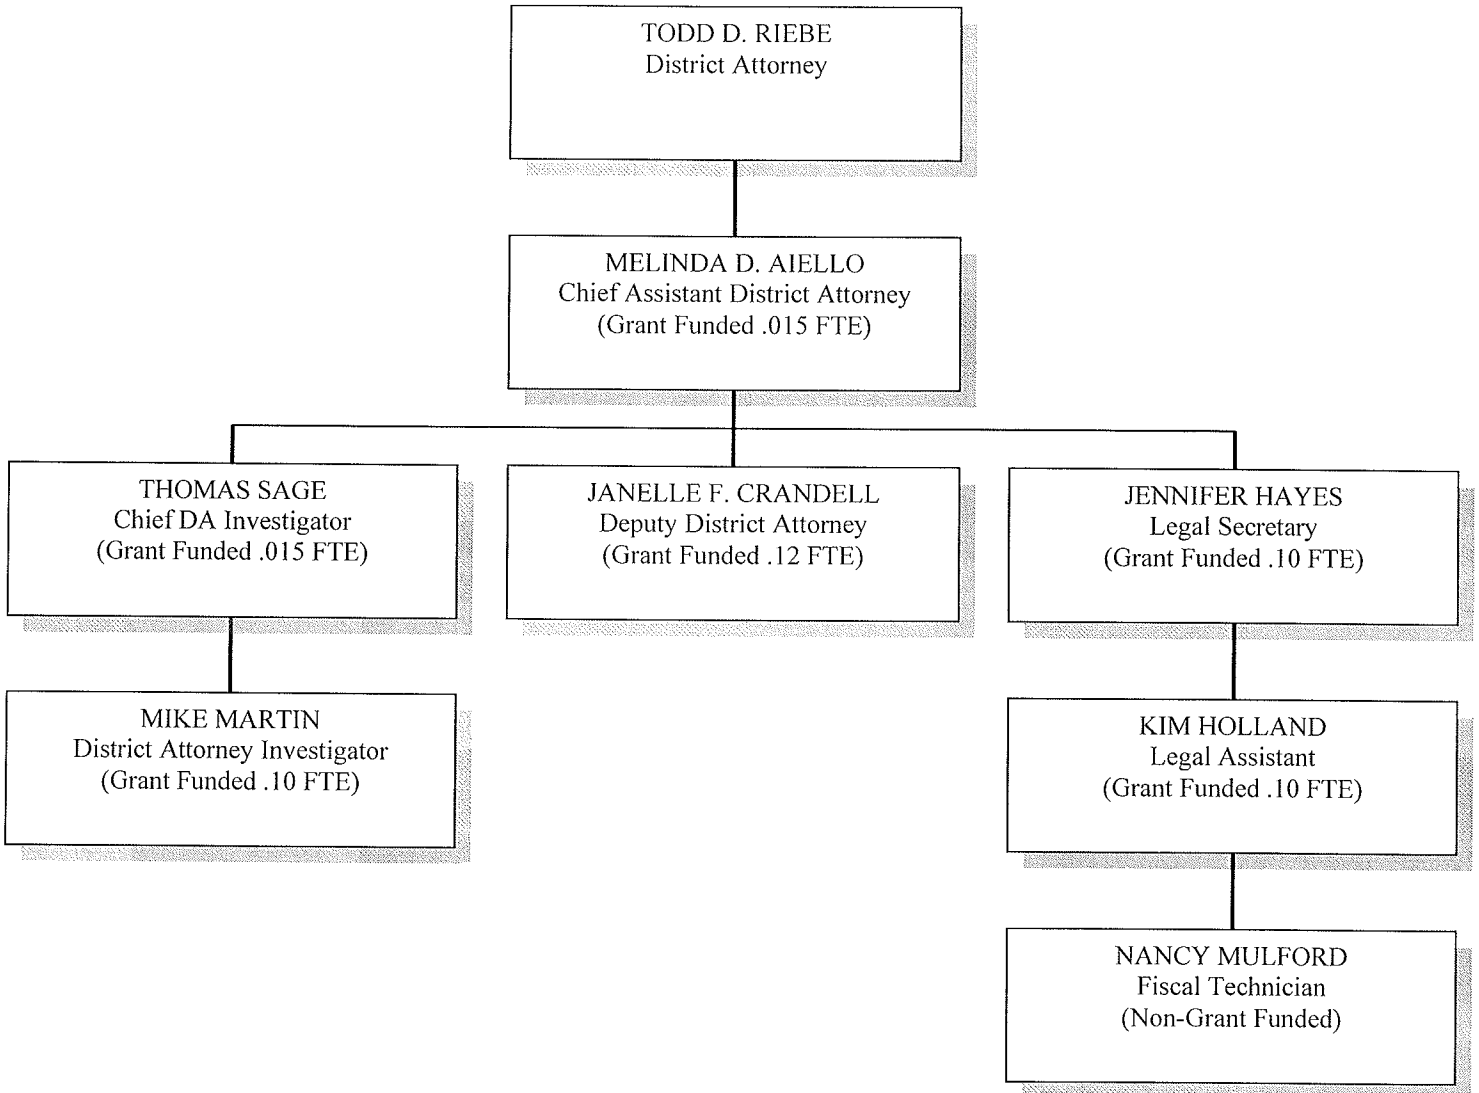 TODD D. RIEBE
District Attorney
MELINDA D. AIELLO
Chief Assistant District Attorney
(Grant Funded .015 FTE)
THOMAS SAGE
Chief DA Investigator
(Grant Funded .015 FTE)
JANELLE F. CRANDELL
Deputy District Attorney
(Grant Funded .12 FTE)
JENNIFER HAYES
Legal Secretary
(Grant Funded .10 FTE)
MIKE MARTIN
District Attorney Investigator
(Grant Funded .10 FTE)
KIM HOLLAND
Legal Assistant
(Grant Funded .10 FTE)
NANCY MULFORD
Fiscal Technician
(Non-Grant Funded)